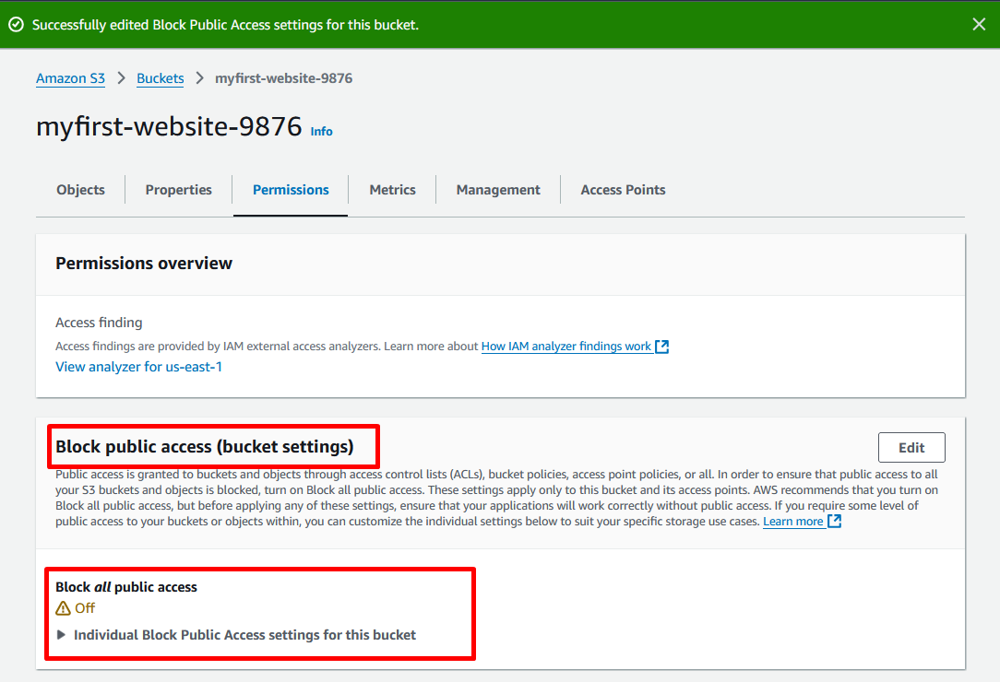 Successfully edited Block Public Access settings for this bucket.
Amazon S3 > Buckets > myfirst-website-9876
myfirst-website-9876 Info
Objects Properties Permissions Metrics Management Access Points
Permissions overview
Access finding
Access findings are provided by IAM external access analyzers. Learn more about How IAM analyzer findings work
View analyzer for us-east-1
Block public access (bucket settings)
Edit
Public access is granted to buckets and objects through access control lists (ACLs), bucket policies, access point policies, or all. In order to ensure that public access to all
your S3 buckets and objects is blocked, turn on Block all public access. These settings apply only to this bucket and its access points. AWS recommends that you turn on
Block all public access, but before applying any of these settings, ensure that your applications will work correctly without public access. If you require some level of
public access to your buckets or objects within, you can customize the individual settings below to suit your specific storage use cases. Learn more
Block all public access
Off
Individual Block Public Access settings for this bucket